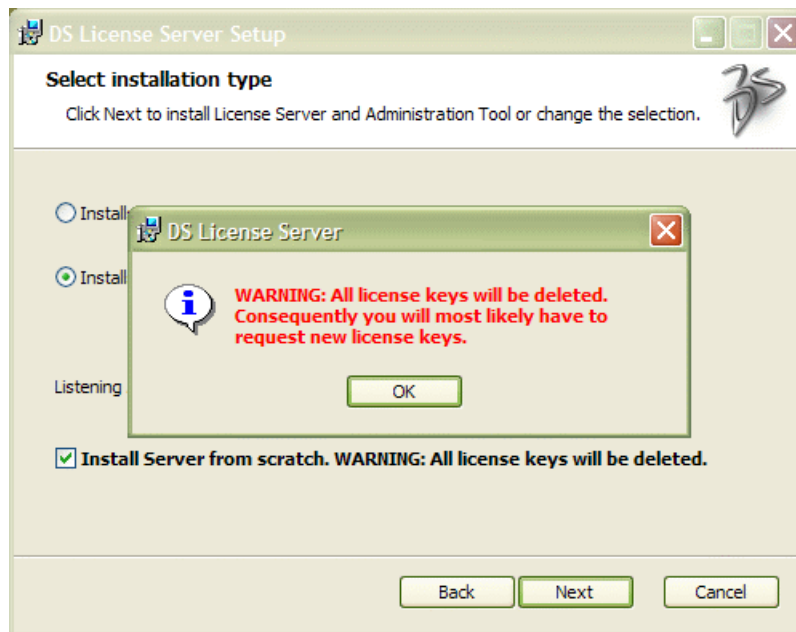 DS License Server Setup
Select installation type
Click Next to install License Server and Administration Tool or change the selection.
Install
DS License Server
Install
WARNING: All license keys will be deleted.
Consequently you will most likely have to
request new license keys.
Listening
OK
Install Server from scratch. WARNING: All license keys will be deleted.
Back
Next
Cancel